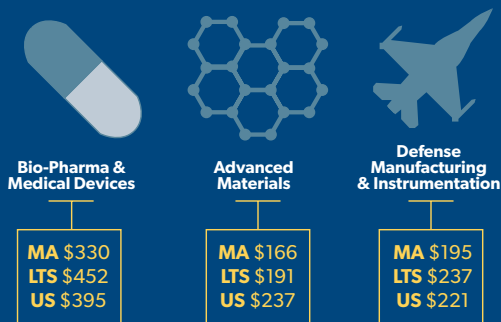 Bio-Pharma &
Medical Devices
MA $330
LTS $452
US $395
Advanced
Materials
MA $166
LTS $191
US $237
Defense
Manufacturing
& Instrumentation
MA $195
LTS $237
US $221